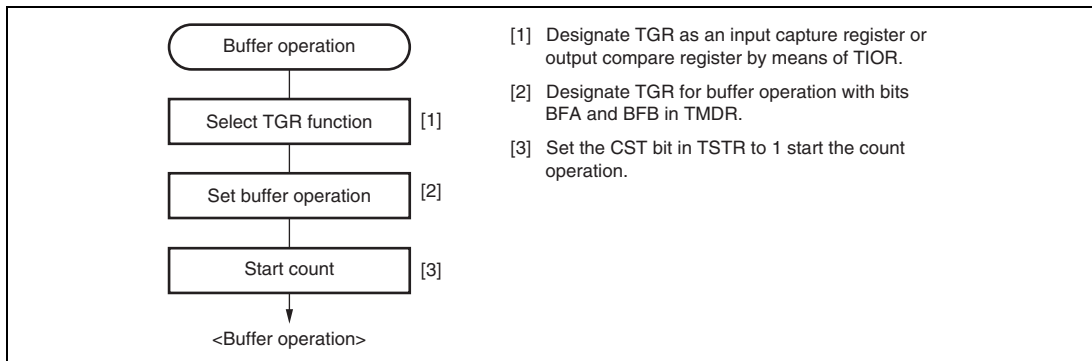 Buffer operation
Select TGR function
[1]
Set buffer operation
[2]
Start count
[3]
<Buffer operation>
[1] Designate TGR as an input capture register or
output compare register by means of TIOR.
[2] Designate TGR for buffer operation with bits
BFA and BFB in TMDR.
[3] Set the CST bit in TSTR to 1 start the count
operation.